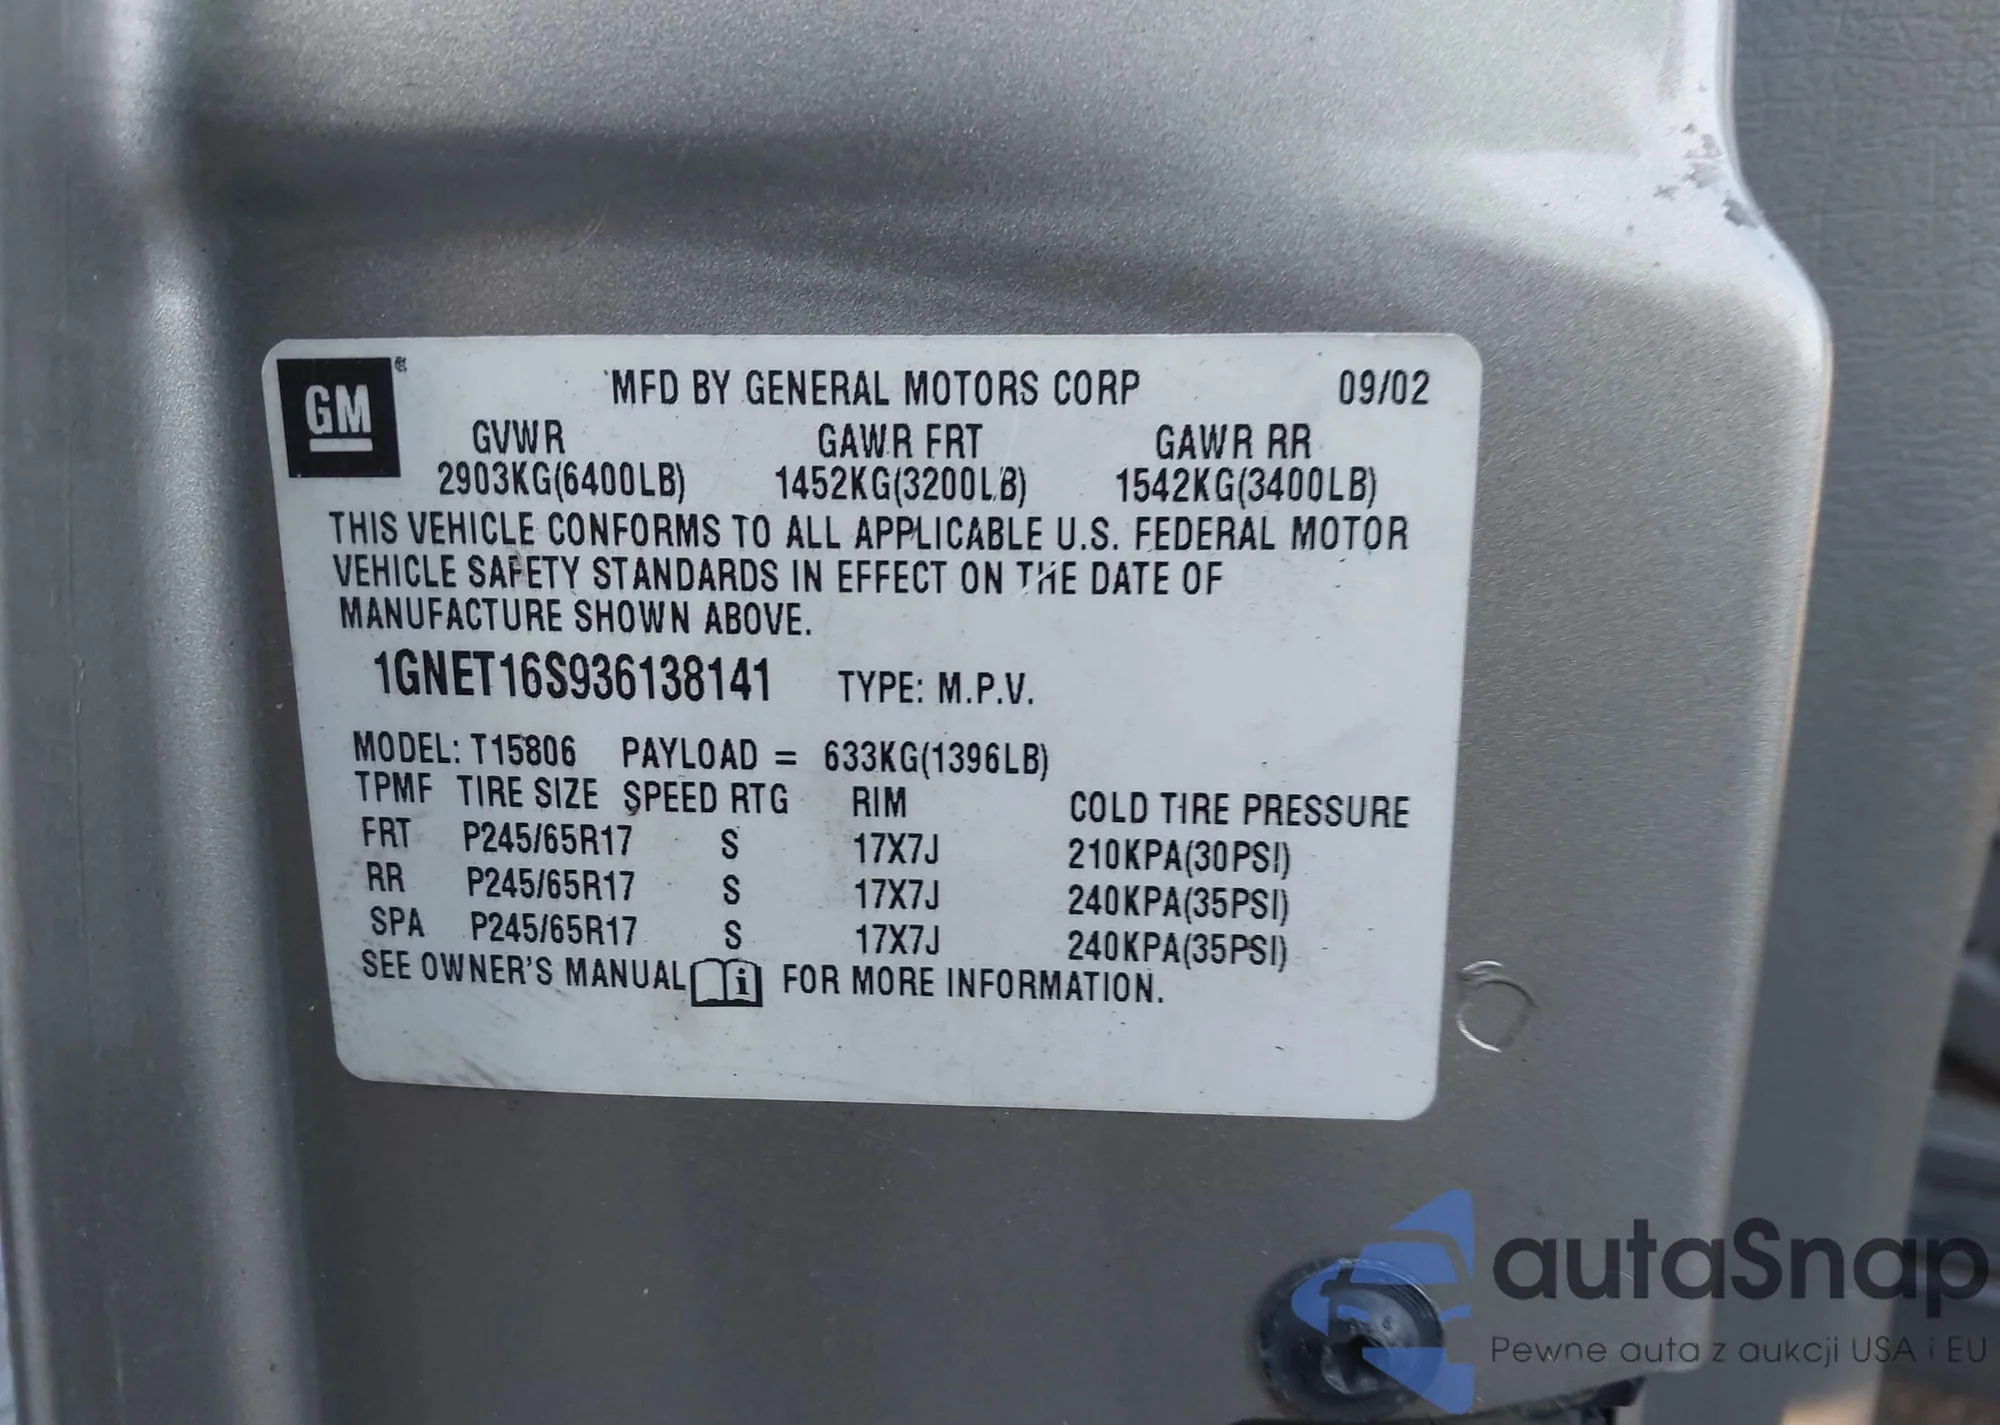 GM
MFD BY GENERAL MOTORS CORP 09/02
GVWR GAWR FRT GAWR RR
2903KG(6400LB) 1452KG(3200LB) 1542KG(3400LB)
THIS VEHICLE CONFORMS TO ALL APPLICABLE U.S. FEDERAL MOTOR
VEHICLE SAFETY STANDARDS IN EFFECT ON THE DATE OF
MANUFACTURE SHOWN ABOVE.
1GNET16S936138141 TYPE: M.P.V.
MODEL: T15806 PAYLOAD = 633KG(1396LB)
TPMF TIRE SIZE SPEED RTG RIM COLD TIRE PRESSURE
FRT P245/65R17 S 17X7J 210KPA(30PSI)
RR P245/65R17 S 17X7J 240KPA(35PSI)
SPA P245/65R17 S 17X7J 240KPA(35PSI)
SEE OWNER'S MANUAL i FOR MORE INFORMATION.
autaSnap
Pewne auta z aukcji USA i EU